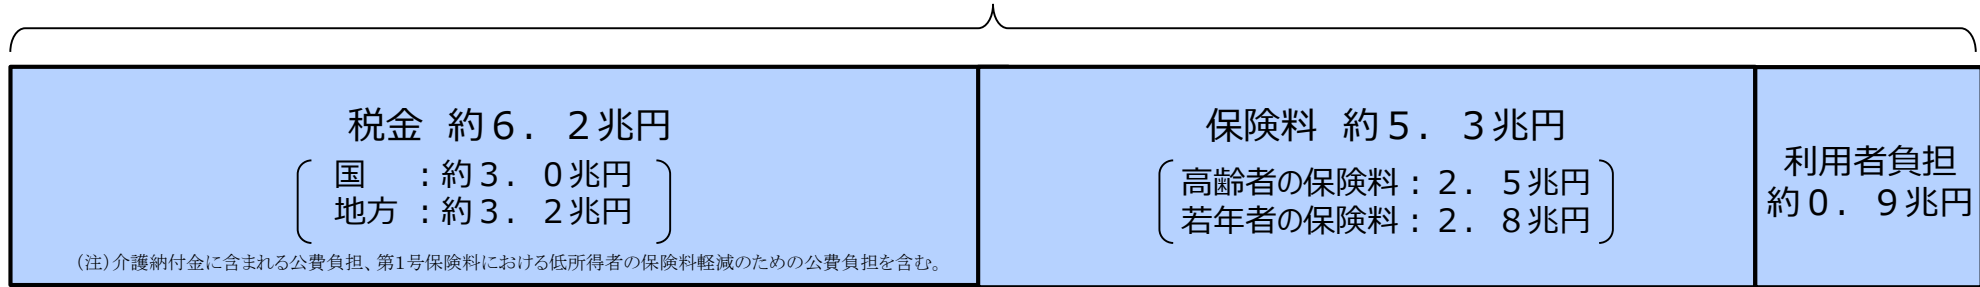 税金 約６．２兆円
国 ：約３．０兆円
地方 ：約３．２兆円
（注）介護納付金に含まれる公費負担、第1号保険料における低所得者の保険料軽減のための公費負担を含む。
保険料 約５．３兆円
高齢者の保険料：２．５兆円
若年者の保険料：２．８兆円
利用者負担
約０．９兆円